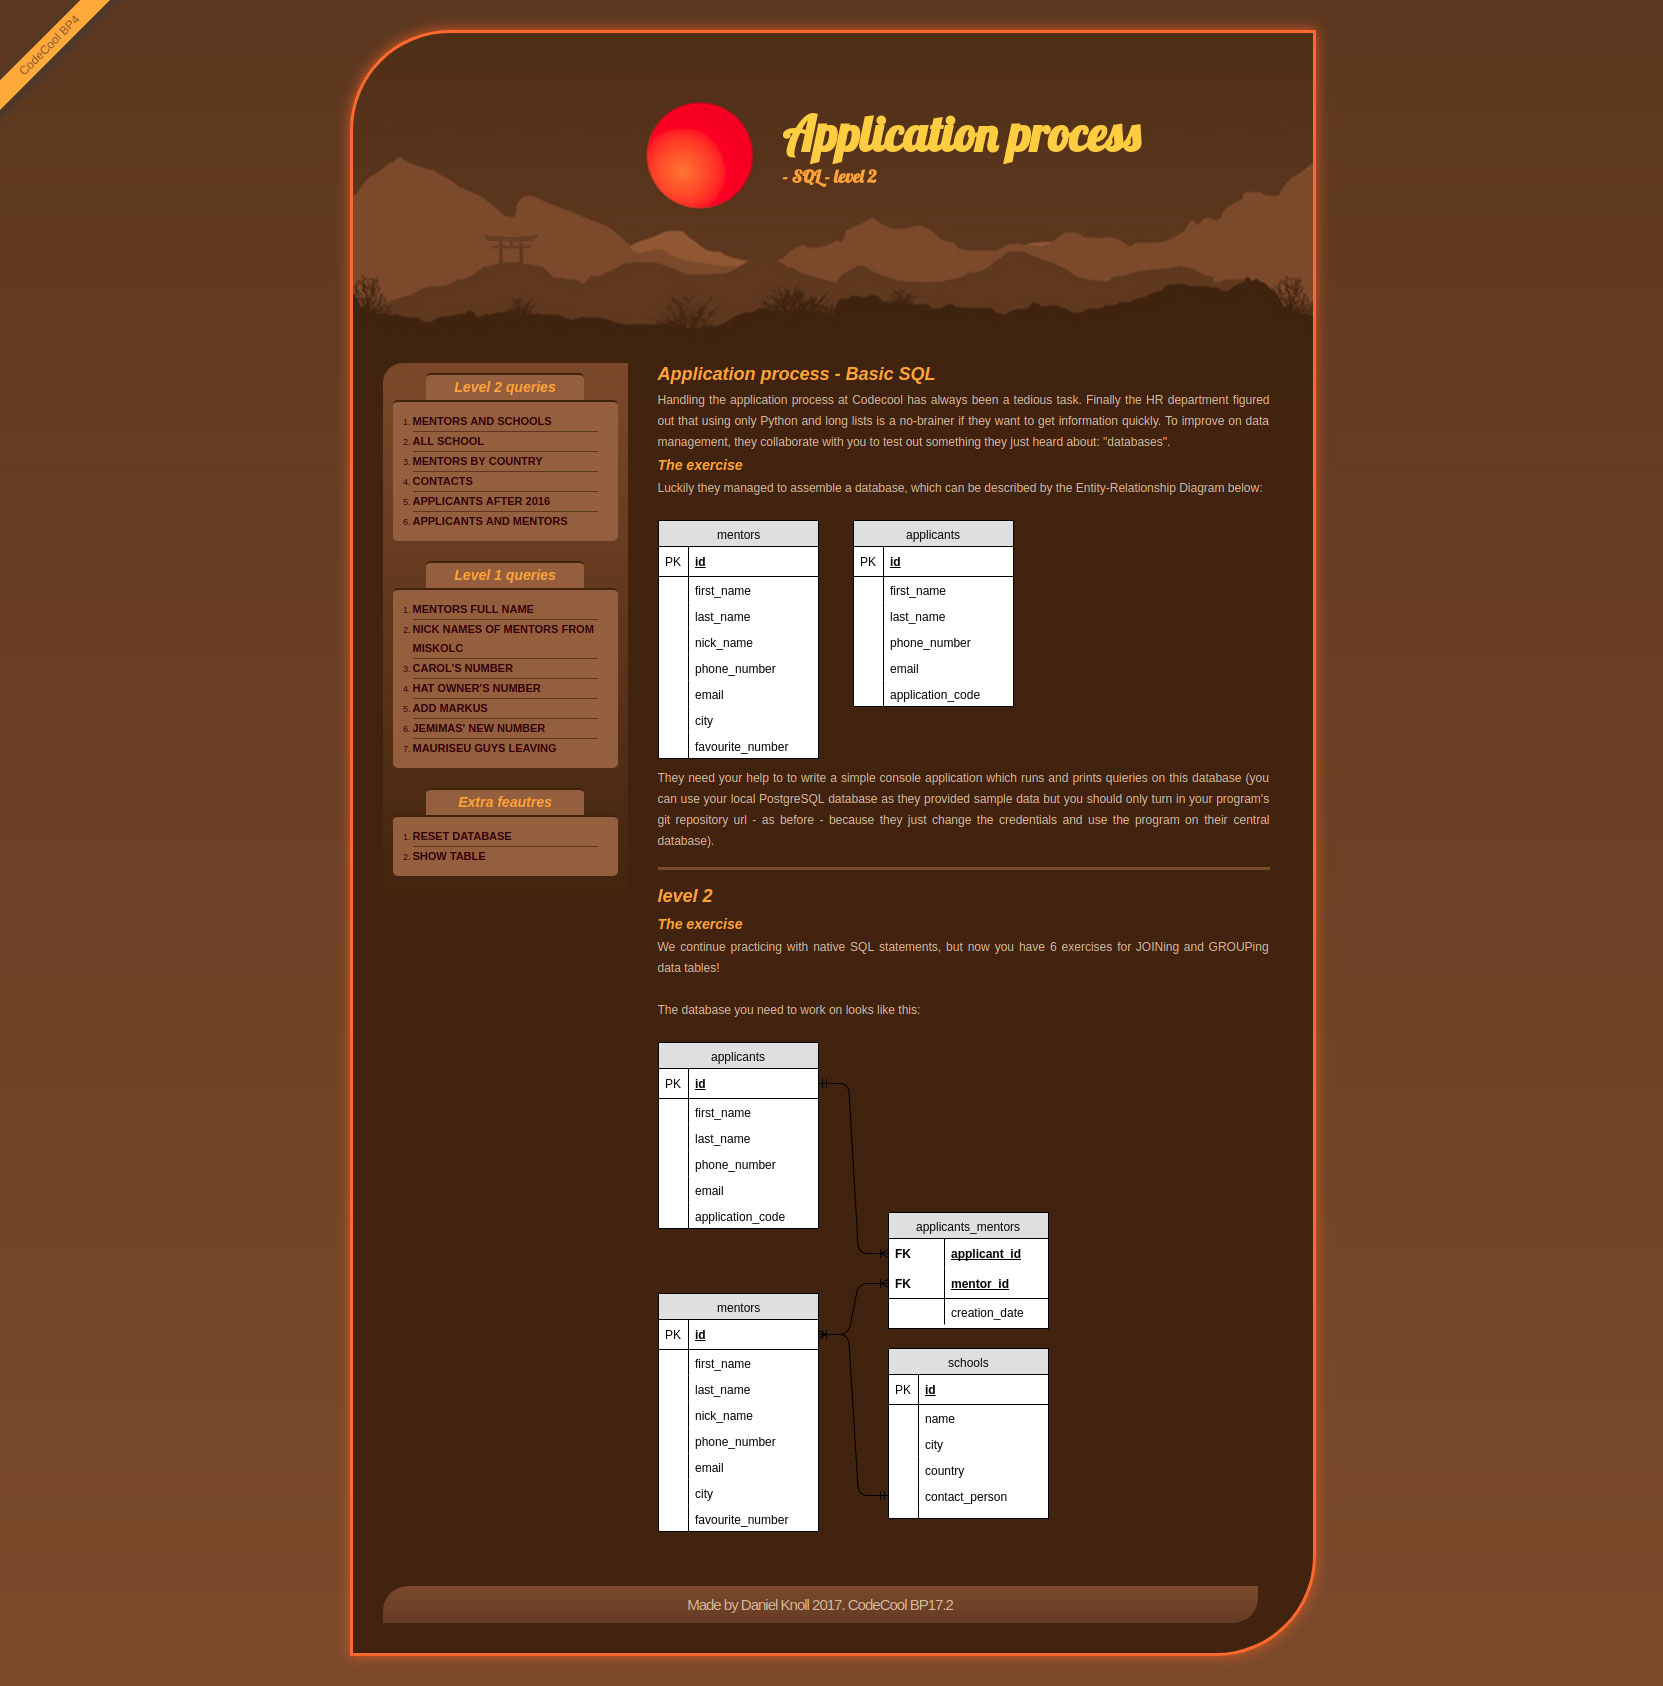 CodeCool BP4
Application process
- SQL - level 2
Level 2 queries
1. MENTORS AND SCHOOLS
2. ALL SCHOOL
3. MENTORS BY COUNTRY
4. CONTACTS
5. APPLICANTS AFTER 2016
6. APPLICANTS AND MENTORS
Level 1 queries
1. MENTORS FULL NAME
2. NICK NAMES OF MENTORS FROM
MISKOLC
3. CAROL'S NUMBER
4. HAT OWNER'S NUMBER
5. ADD MARKUS
6. JEMIMAS' NEW NUMBER
7. MAURISEU GUYS LEAVING
Extra feautres
1. RESET DATABASE
2. SHOW TABLE
Application process - Basic SQL
Handling the application process at Codecool has always been a tedious task. Finally the HR department figured
out that using only Python and long lists is a no-brainer if they want to get information quickly. To improve on data
management, they collaborate with you to test out something they just heard about: "databases".
The exercise
Luckily they managed to assemble a database, which can be described by the Entity-Relationship Diagram below:
mentors
PK id
first_name
last_name
nick_name
phone_number
email
city
favourite_number
applicants
PK id
first_name
last_name
phone_number
email
application_code
They need your help to to write a simple console application which runs and prints quieries on this database (you
can use your local PostgreSQL database as they provided sample data but you should only turn in your program's
git repository url - as before - because they just change the credentials and use the program on their central
database).
level 2
The exercise
We continue practicing with native SQL statements, but now you have 6 exercises for JOINing and GROUPing
data tables!
The database you need to work on looks like this:
applicants
PK id
first_name
last_name
phone_number
email
application_code
applicants_mentors
FK applicant_id
FK mentor_id
creation_date
mentors
PK id
first_name
last_name
nick_name
phone_number
email
city
favourite_number
schools
PK id
name
city
country
contact_person
Made by Daniel Knoll 2017. CodeCool BP17.2